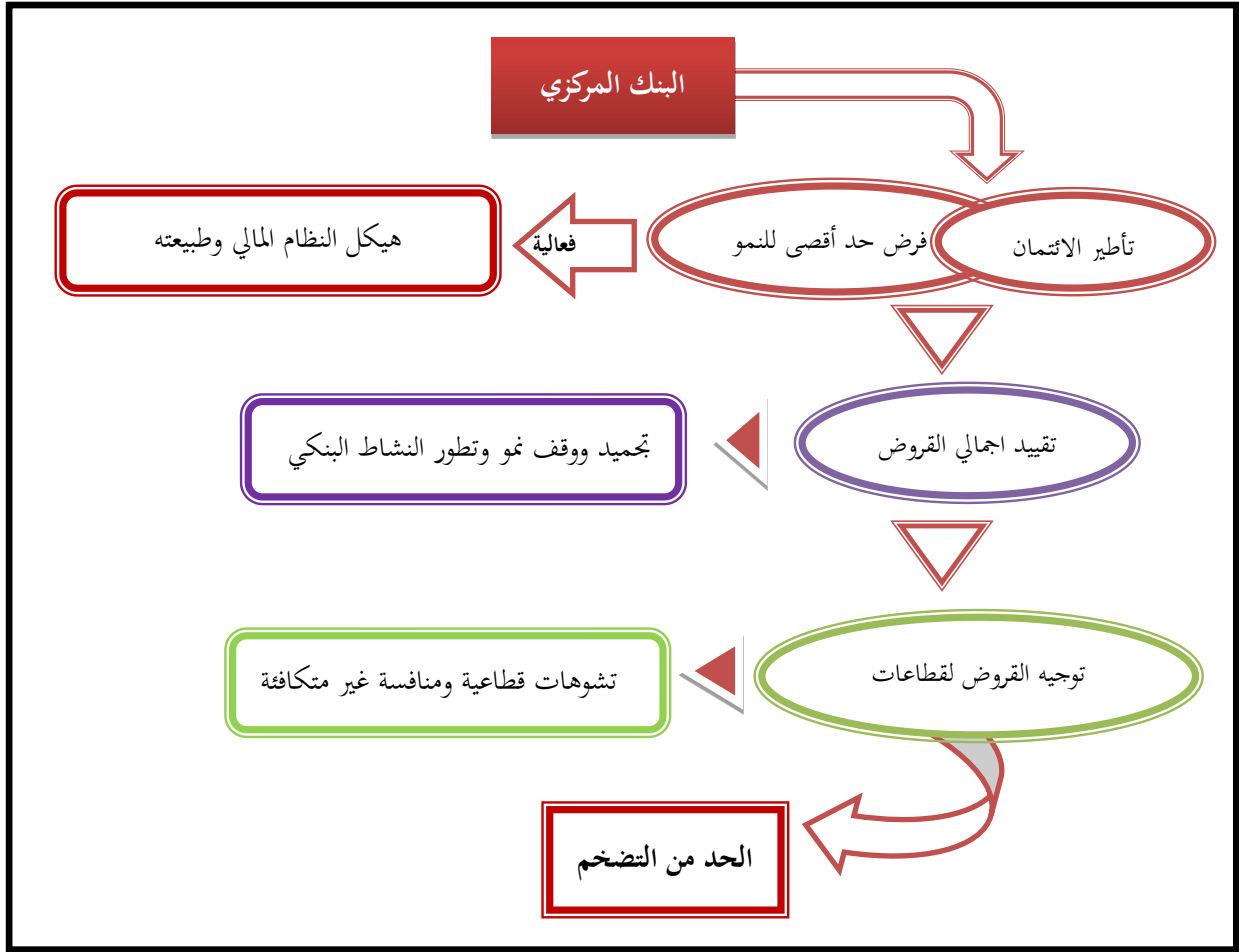 البنك المركزي
تأطير الائتمان
فرض حد أقصى للنمو
فعالية
هيكل النظام المالي وطبيعته
تقييد اجمالي القروض
تجميد ووقف نمو وتطور النشاط البنكي
توجيه القروض لقطاعات
تشوهات قطاعية ومنافسة غير متكافئة
الحد من التضخم